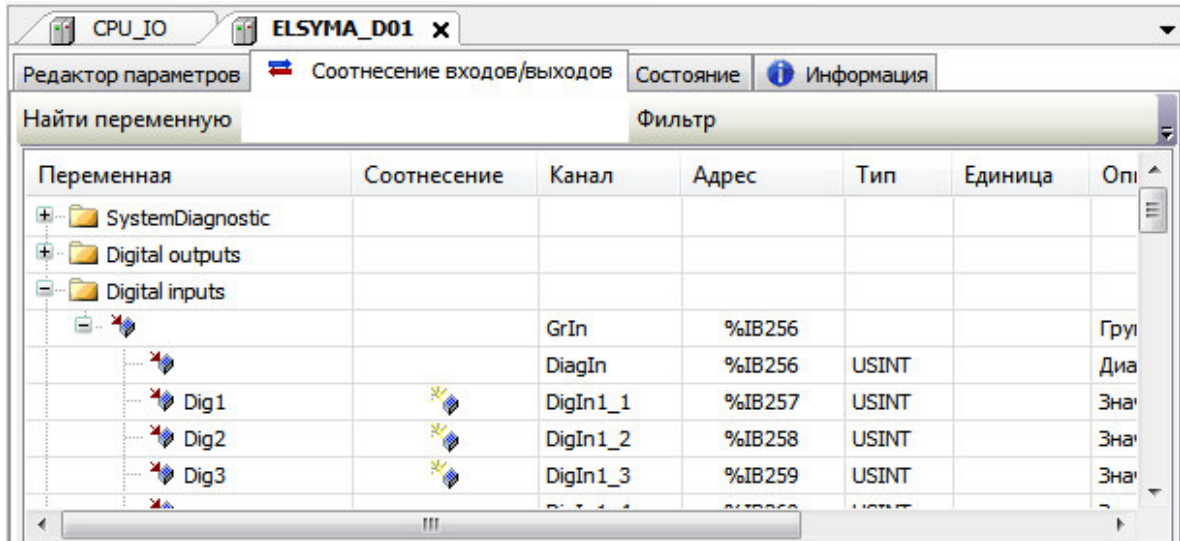 CPU_IO ELSYMA_D01
Редактор параметров Соотнесение входов/выходов Состояние Информация
Найти переменную Фильтр
Переменная Соотнесение Канал Адрес Тип Единица
SystemDiagnostic
Digital outputs
Digital inputs
GrIn %IB256
DiagIn %IB256 USINT
Dig1 DigIn1_1 %IB257 USINT
Dig2 DigIn1_2 %IB258 USINT
Dig3 DigIn1_3 %IB259 USINT